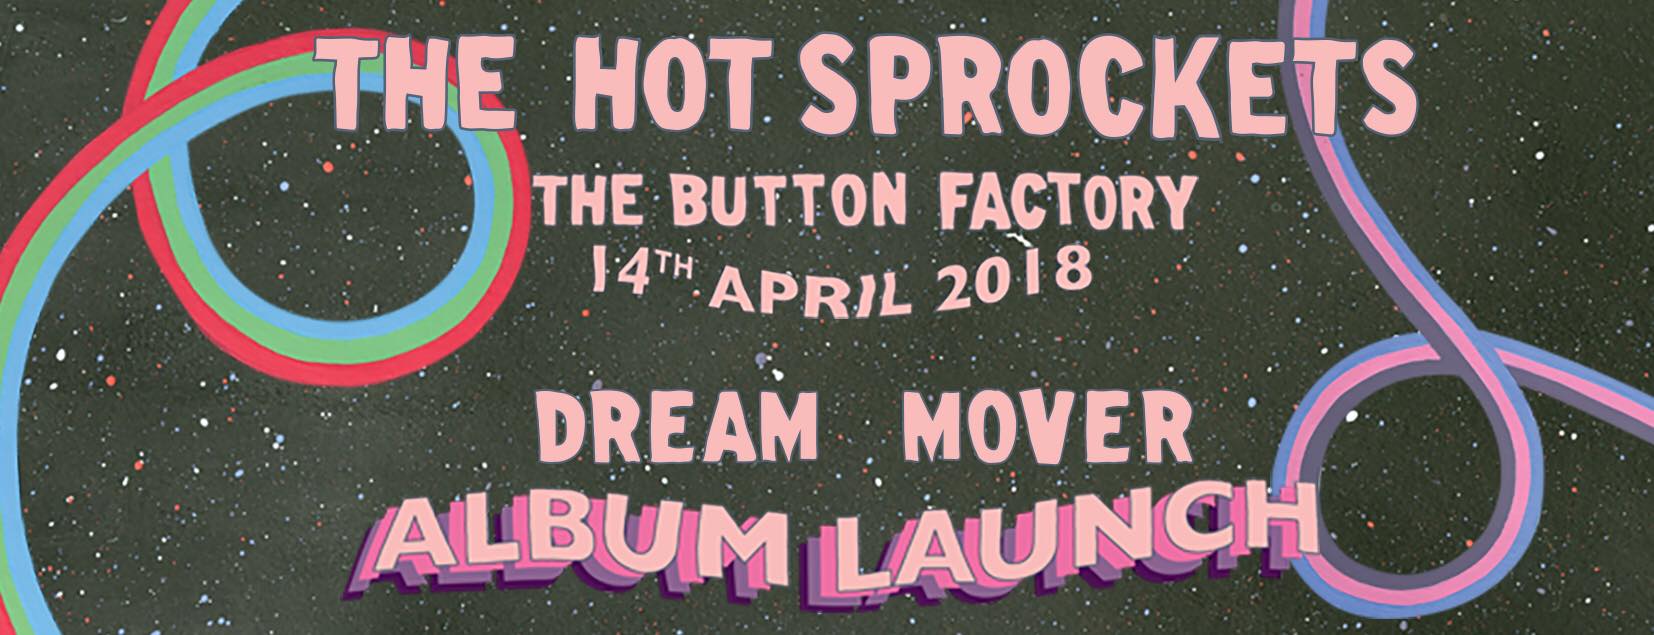 THE HOT SPROCKETS
THE BUTTON FACTORY
14TH APRIL 2018
DREAM MOVER
ALBUM LAUNCH